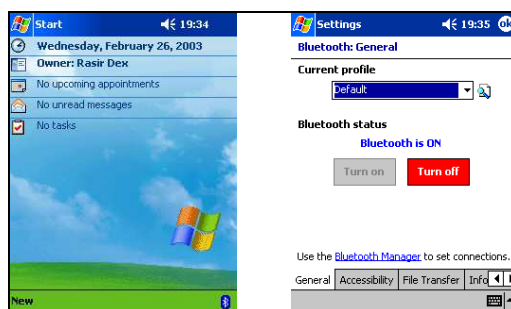 Start 19:34
Wednesday, February 26, 2003
Owner: Rasir Dex
No upcoming appointments
No unread messages
No tasks
New
Settings 19:35 ok
Bluetooth: General
Current profile
Default
Bluetooth status
Bluetooth is ON
Turn on Turn off
Use the Bluetooth Manager to set connections.
General Accessibility File Transfer Info